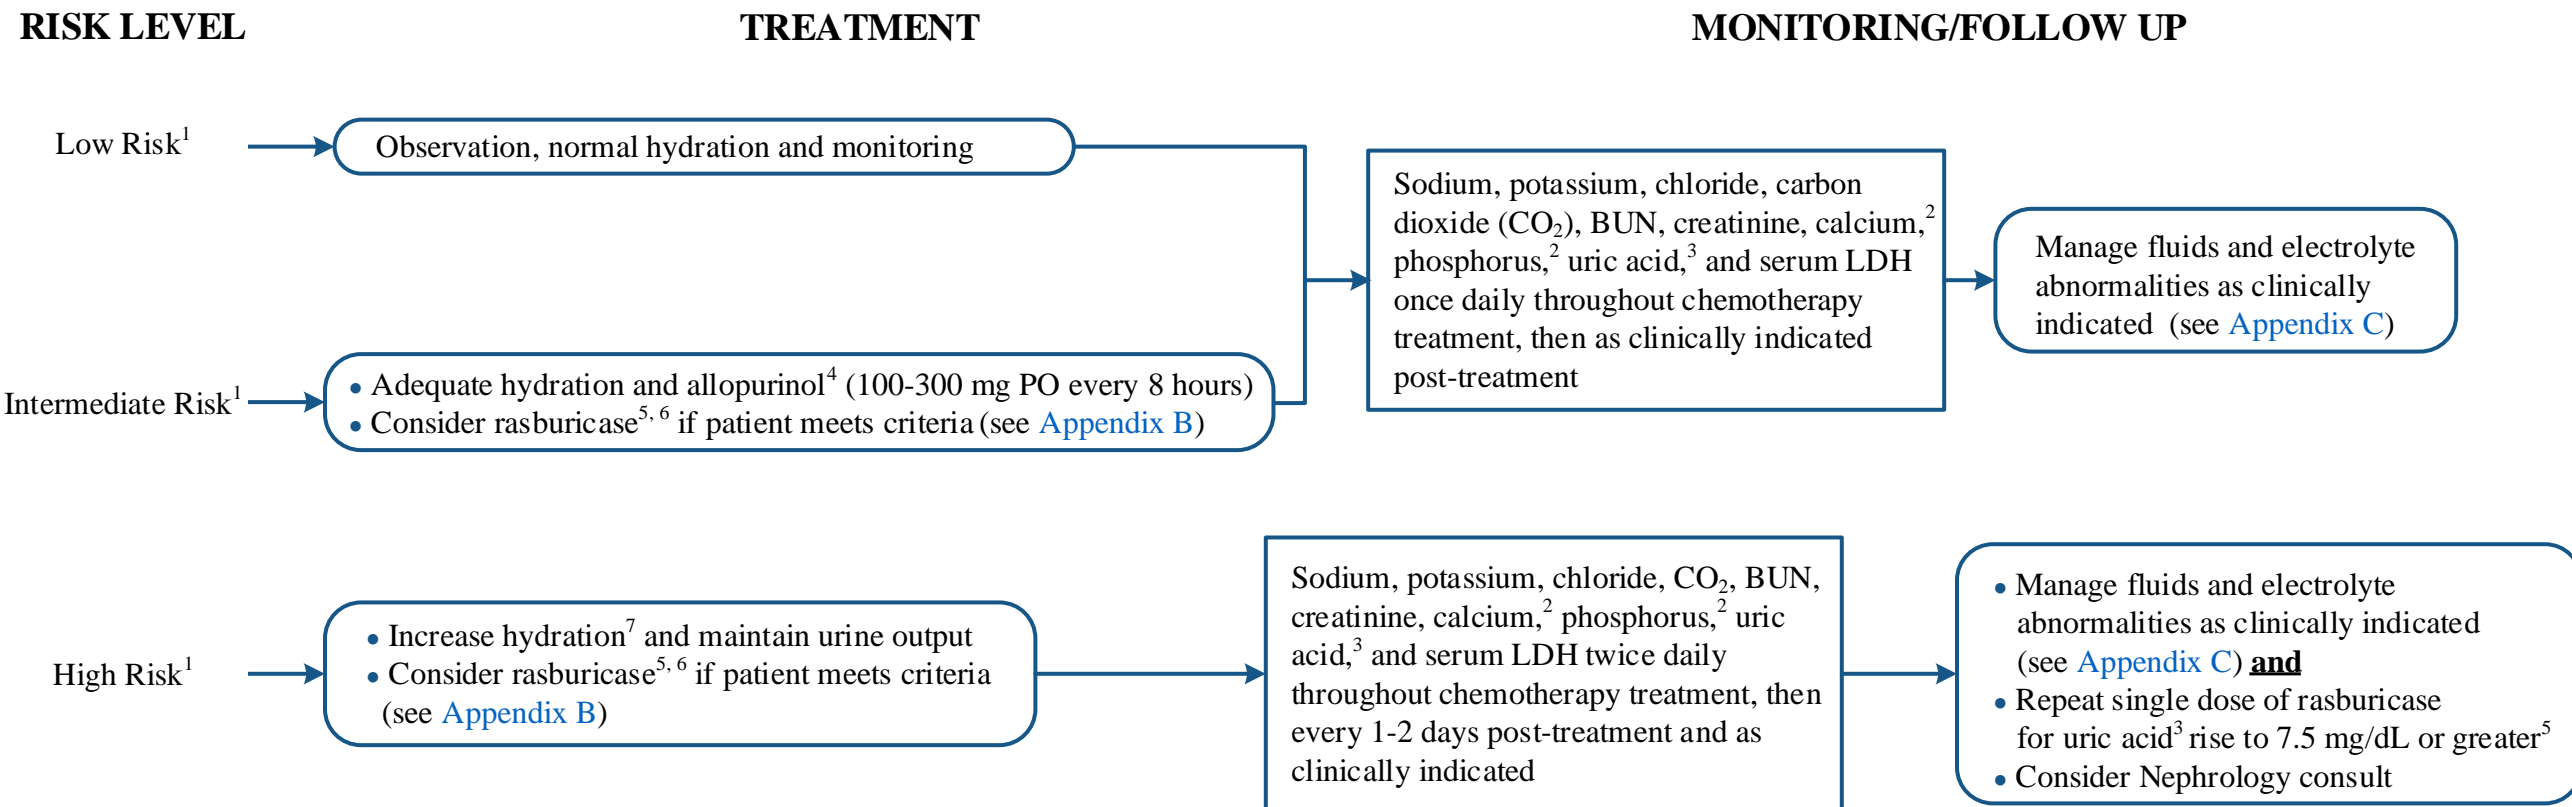 RISK LEVEL
TREATMENT
MONITORING/FOLLOW UP
Low Risk¹
Observation, normal hydration and monitoring
Sodium, potassium, chloride, carbon
dioxide (CO₂), BUN, creatinine, calcium,²
phosphorus,² uric acid,³ and serum LDH
once daily throughout chemotherapy
treatment, then as clinically indicated
post-treatment
Manage fluids and electrolyte
abnormalities as clinically
indicated (see Appendix C)
Intermediate Risk¹
• Adequate hydration and allopurinol⁴ (100-300 mg PO every 8 hours)
• Consider rasburicase⁵, ⁶ if patient meets criteria (see Appendix B)
High Risk¹
• Increase hydration⁷ and maintain urine output
• Consider rasburicase⁵, ⁶ if patient meets criteria
(see Appendix B)
Sodium, potassium, chloride, CO₂, BUN,
creatinine, calcium,² phosphorus,² uric
acid,³ and serum LDH twice daily
throughout chemotherapy treatment, then
every 1-2 days post-treatment and as
clinically indicated
• Manage fluids and electrolyte
abnormalities as clinically indicated
(see Appendix C) and
• Repeat single dose of rasburicase
for uric acid³ rise to 7.5 mg/dL or greater⁵
• Consider Nephrology consult